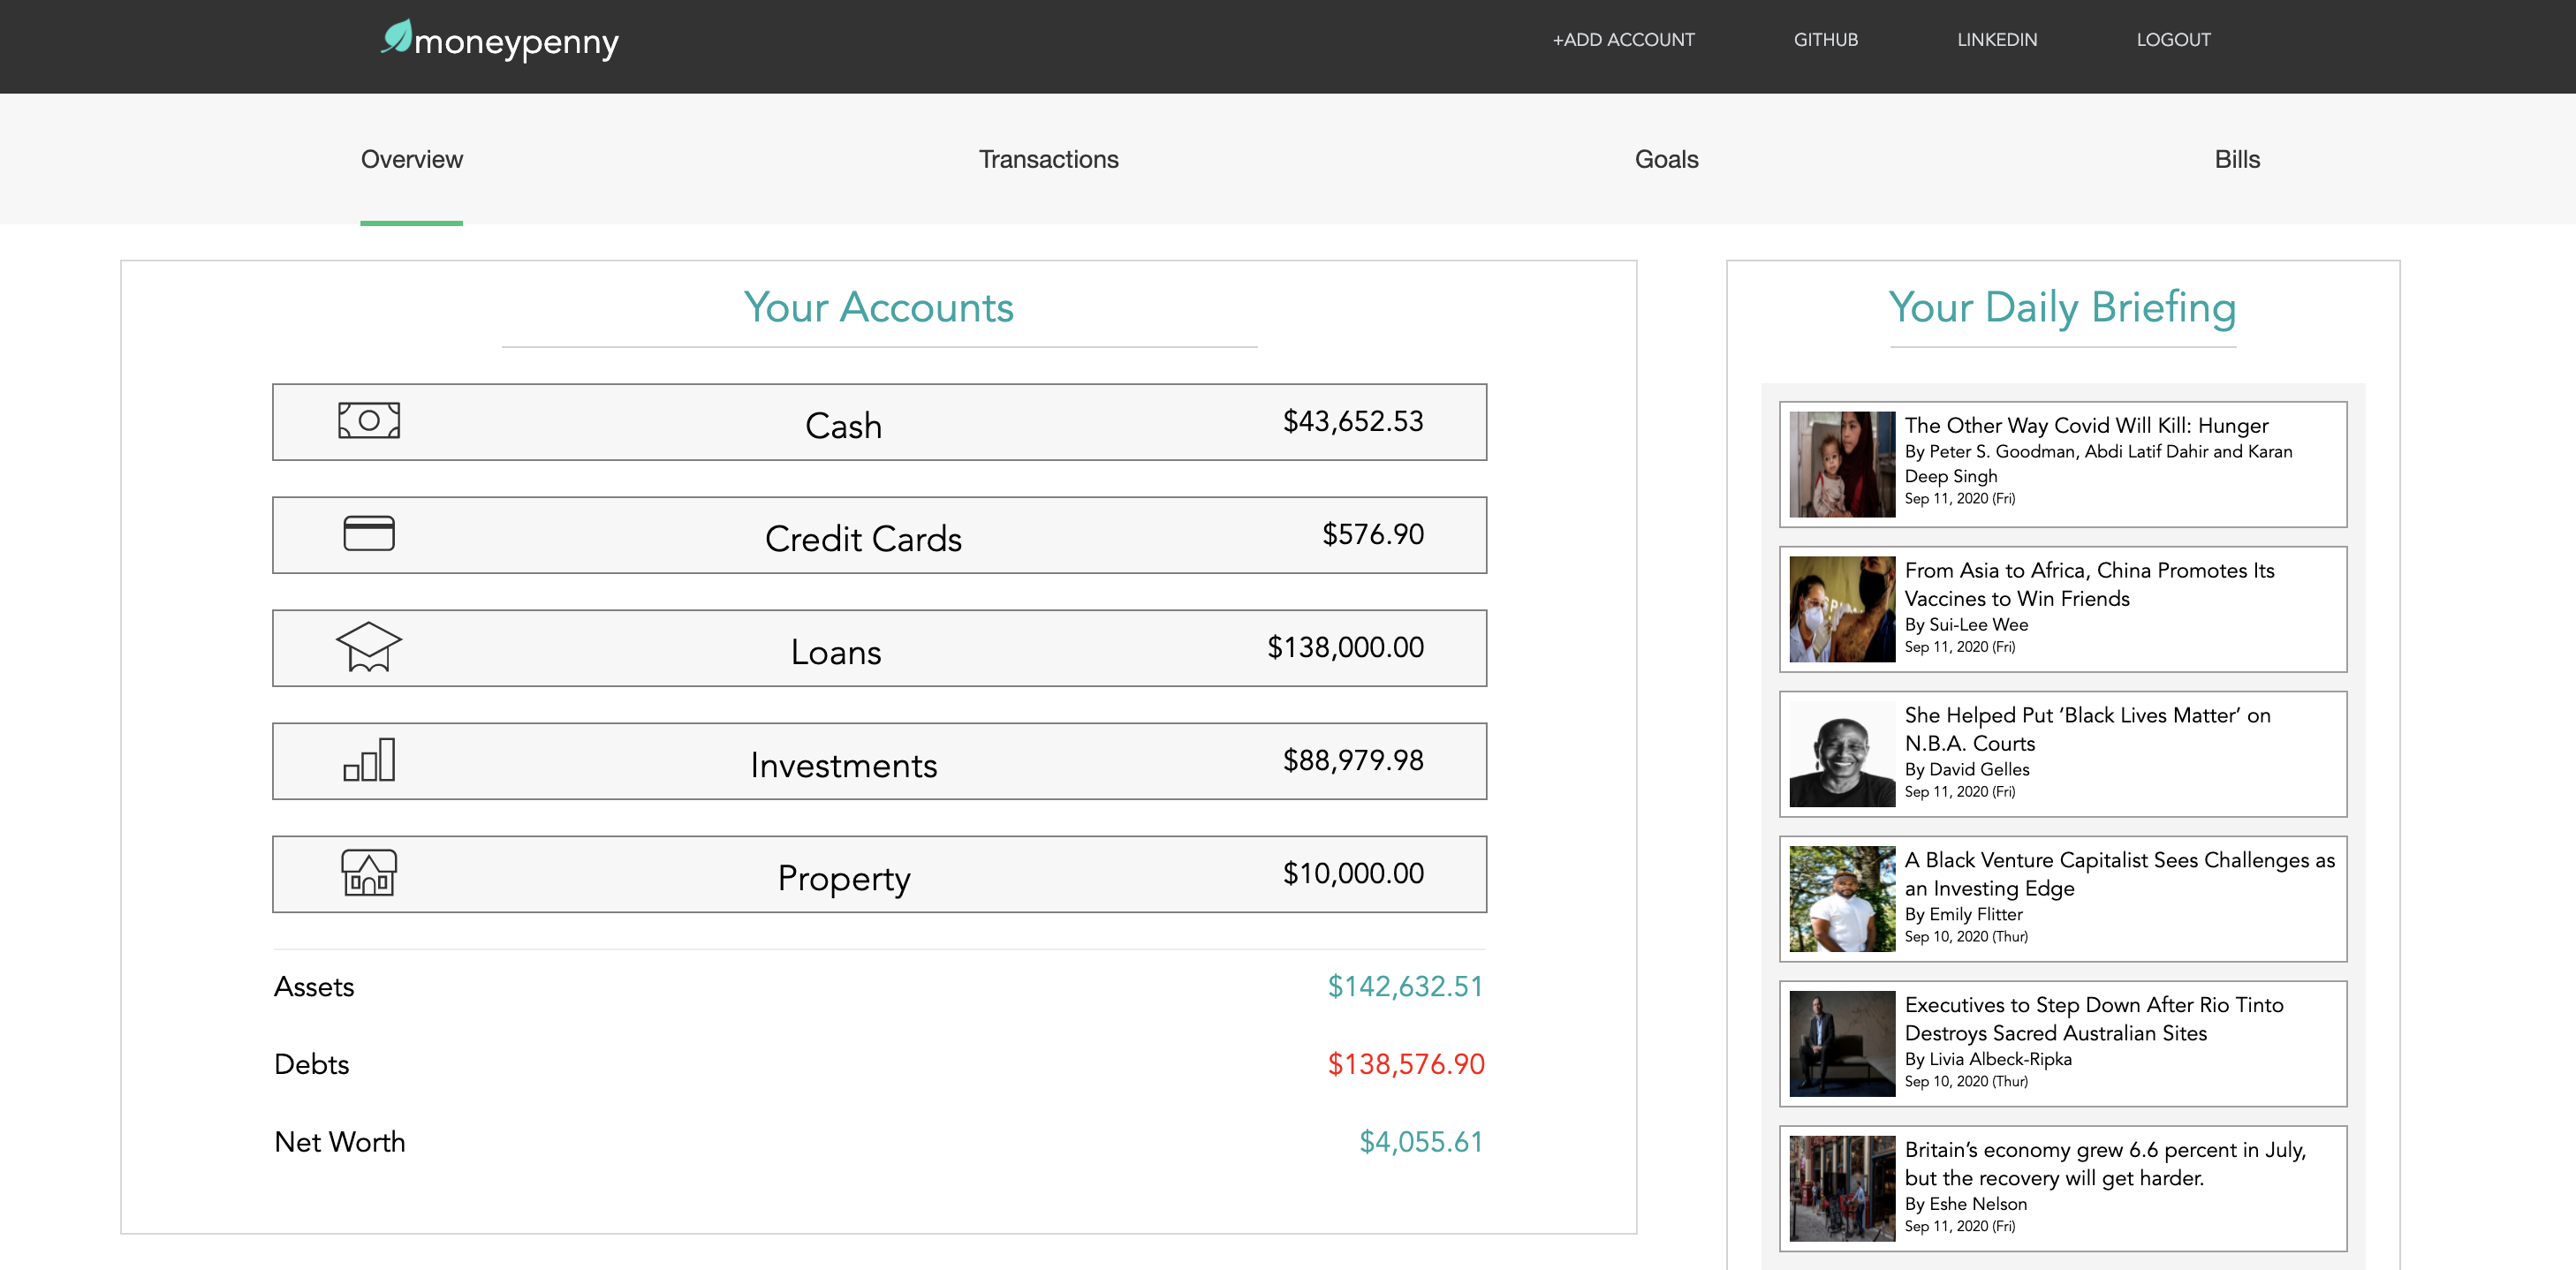 moneypenny
+ADD ACCOUNT
GITHUB
LINKEDIN
LOGOUT
Overview
Transactions
Goals
Bills
Your Accounts
Cash
$43,652.53
Credit Cards
$576.90
Loans
$138,000.00
Investments
$88,979.98
Property
$10,000.00
Assets
$142,632.51
Debts
$138,576.90
Net Worth
$4,055.61
Your Daily Briefing
The Other Way Covid Will Kill: Hunger
By Peter S. Goodman, Abdi Latif Dahir and Karan
Deep Singh
Sep 11, 2020 (Fri)
From Asia to Africa, China Promotes Its
Vaccines to Win Friends
By Sui-Lee Wee
Sep 11, 2020 (Fri)
She Helped Put ‘Black Lives Matter’ on
N.B.A. Courts
By David Gelles
Sep 11, 2020 (Fri)
A Black Venture Capitalist Sees Challenges as
an Investing Edge
By Emily Flitter
Sep 10, 2020 (Thur)
Executives to Step Down After Rio Tinto
Destroys Sacred Australian Sites
By Livia Albeck-Ripka
Sep 10, 2020 (Thur)
Britain’s economy grew 6.6 percent in July,
but the recovery will get harder.
By Eshe Nelson
Sep 11, 2020 (Fri)